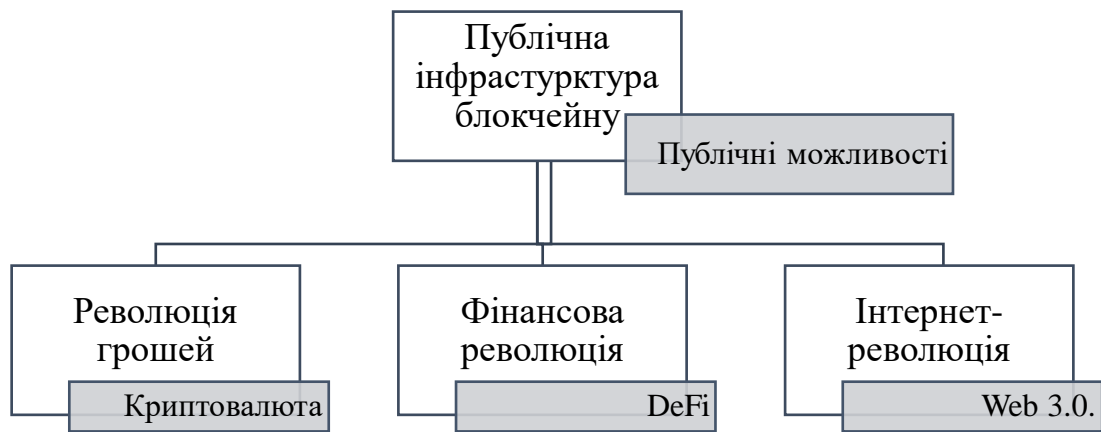 Публічна
інфрастурктура
блокчейну
Публічні можливості
Революція
грошей
Криптовалюта
Фінансова
революція
DeFi
Інтернет-
революція
Web 3.0.